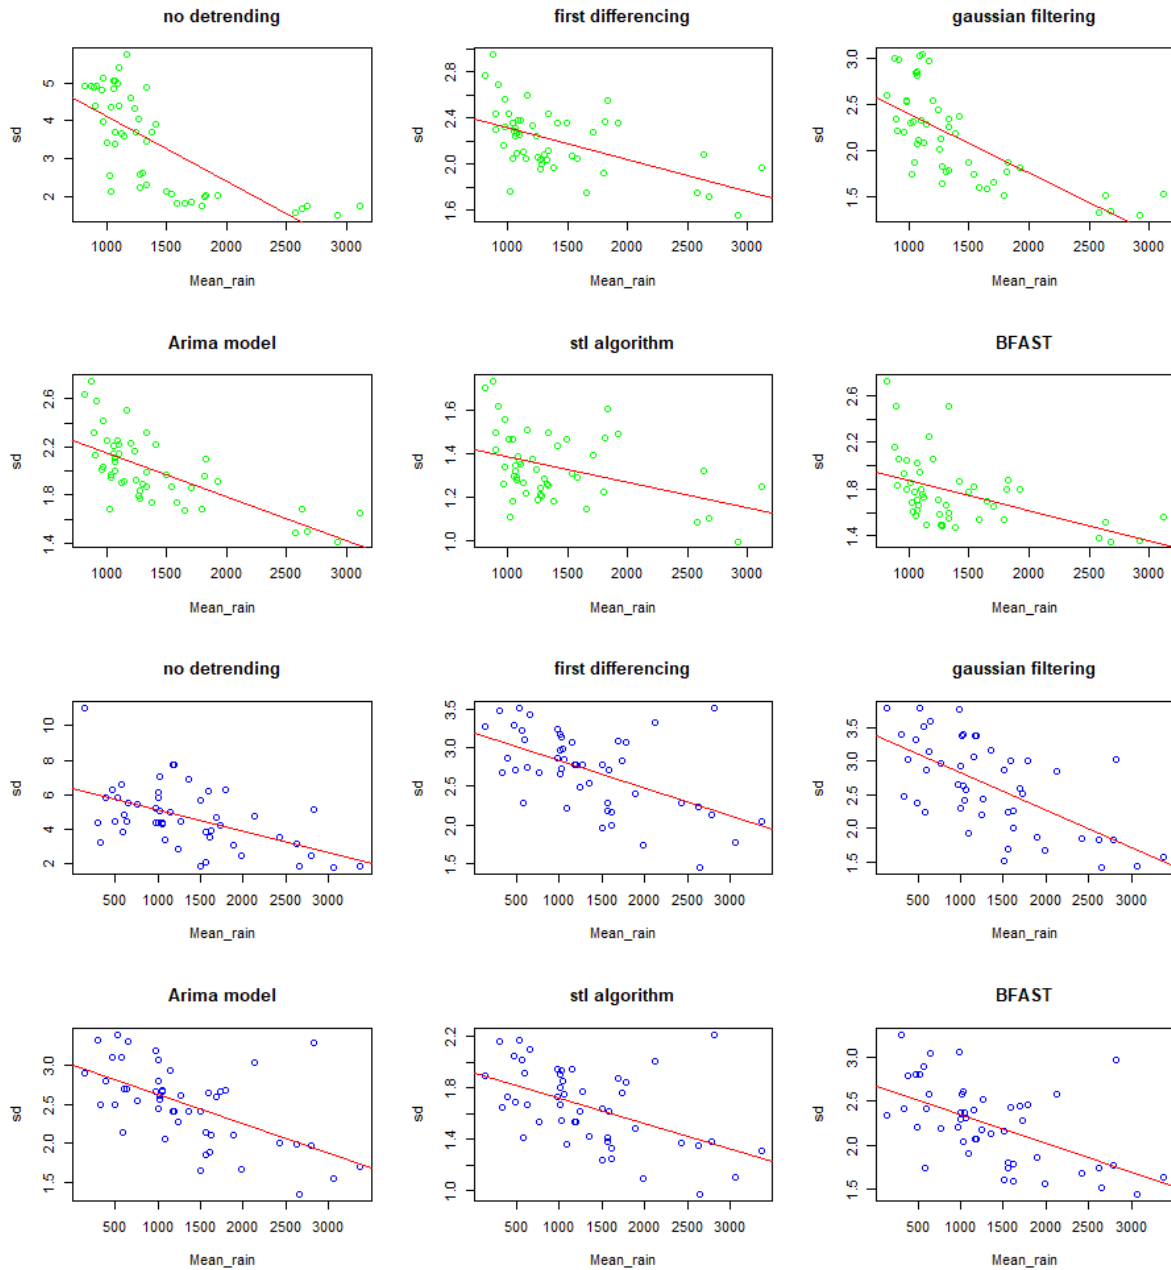 no detrending
sd
2 3 4 5
1000 1500 2000 2500 3000
Mean_rain
first differencing
sd
1.6 2.0 2.4 2.8
1000 1500 2000 2500 3000
Mean_rain
gaussian filtering
sd
1.5 2.0 2.5 3.0
1000 1500 2000 2500 3000
Mean_rain
Arima model
sd
1.4 1.8 2.2 2.6
1000 1500 2000 2500 3000
Mean_rain
stl algorithm
sd
1.0 1.2 1.4 1.6
1000 1500 2000 2500 3000
Mean_rain
BFAST
sd
1.4 1.8 2.2 2.6
1000 1500 2000 2500 3000
Mean_rain
no detrending
sd
2 4 6 8 10
500 1000 1500 2000 2500 3000
Mean_rain
first differencing
sd
1.5 2.0 2.5 3.0 3.5
500 1000 1500 2000 2500 3000
Mean_rain
gaussian filtering
sd
1.5 2.0 2.5 3.0 3.5
500 1000 1500 2000 2500 3000
Mean_rain
Arima model
sd
1.5 2.0 2.5 3.0
500 1000 1500 2000 2500 3000
Mean_rain
stl algorithm
sd
1.0 1.4 1.8 2.2
500 1000 1500 2000 2500 3000
Mean_rain
BFAST
sd
1.5 2.0 2.5 3.0
500 1000 1500 2000 2500 3000
Mean_rain